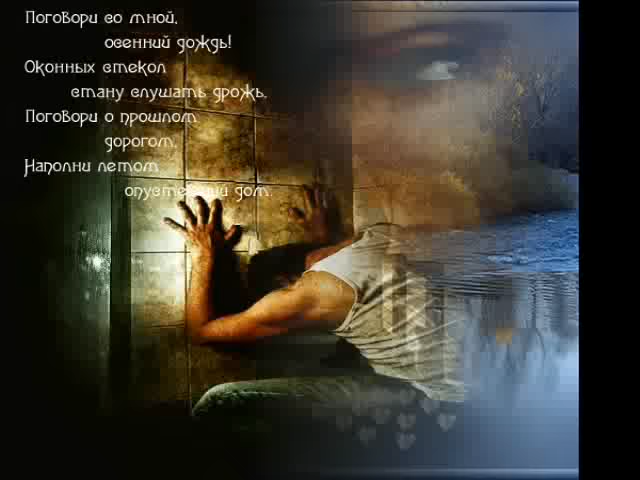 Поговори со мной,
осенний дождь!
Оконных стекол
стану слушать дрожь.
Поговори о прошлом
дорогом,
Наполни летом
опустевший дом.